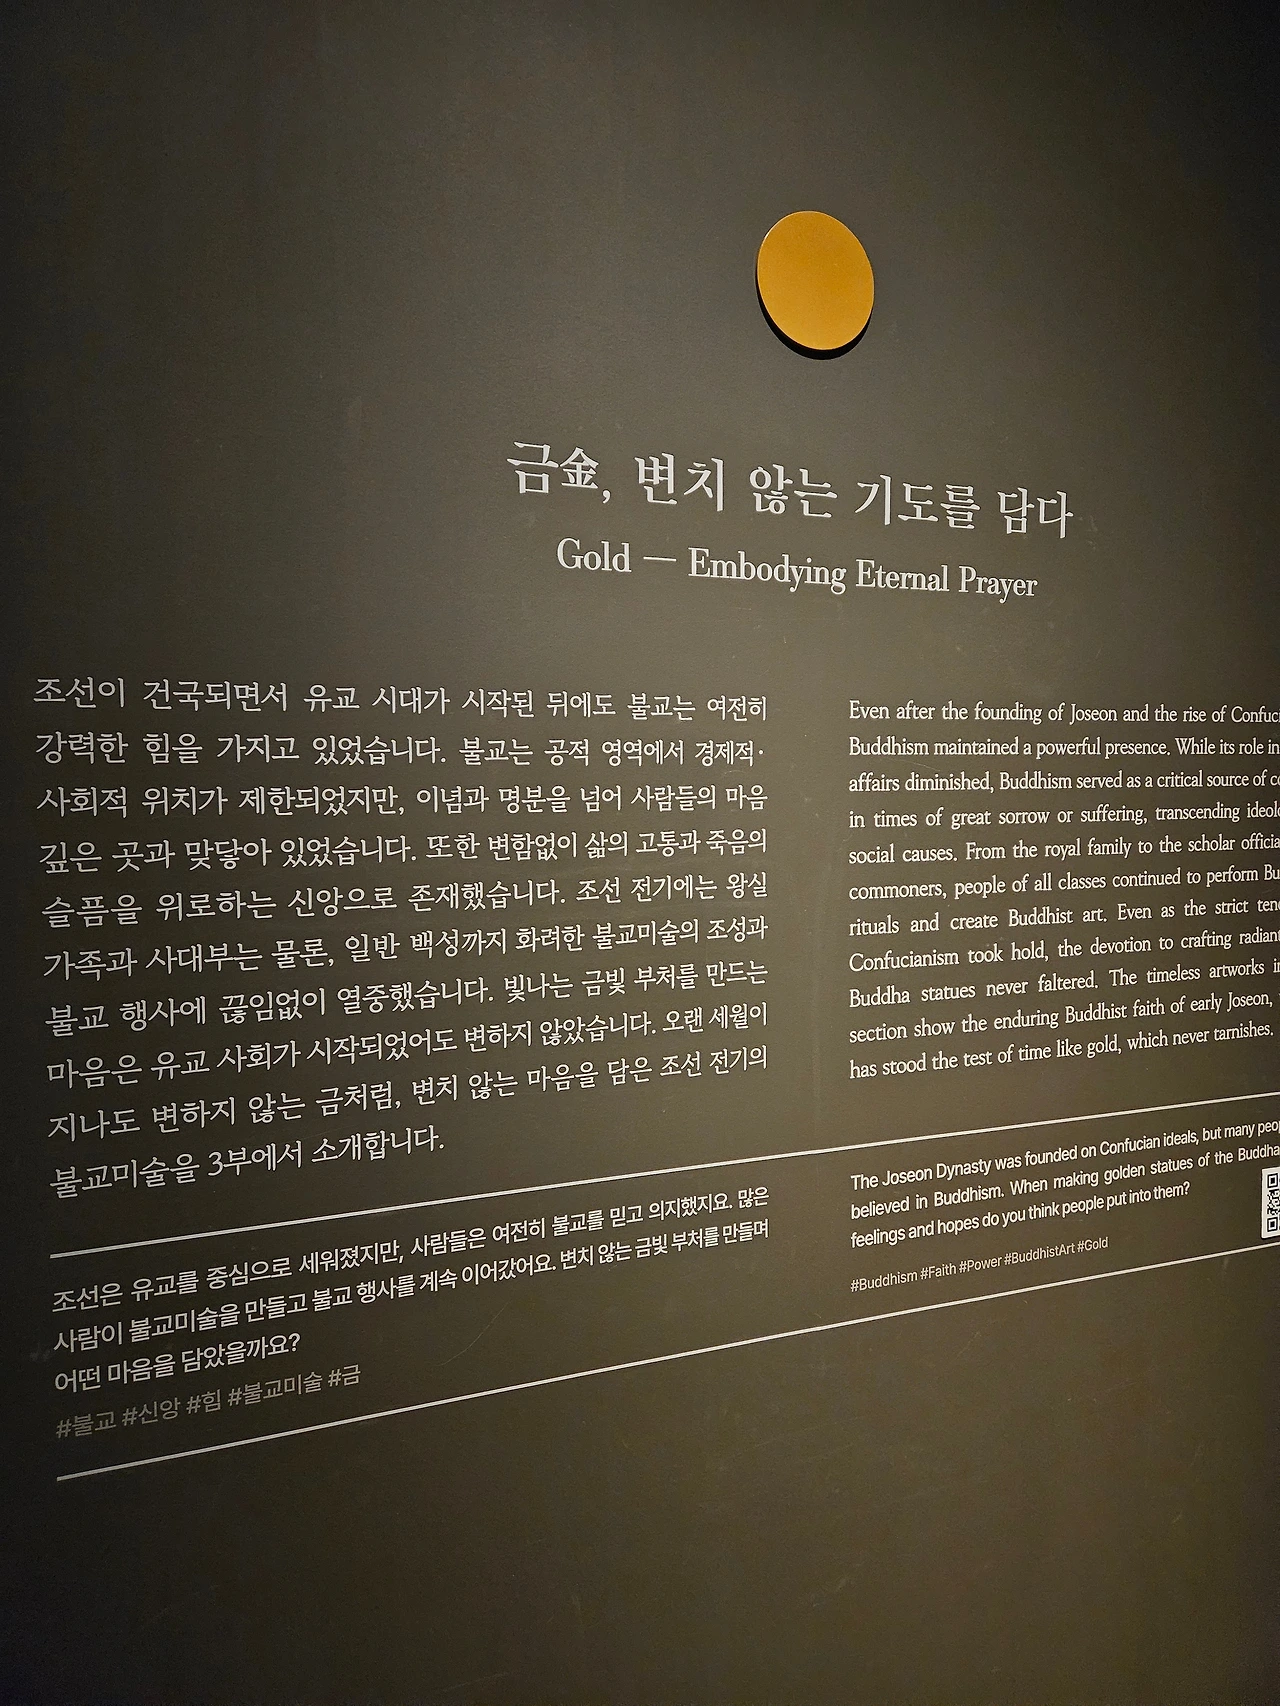 금金, 변치 않는 기도를 담다
Gold — Embodying Eternal Prayer
조선이 건국되면서 유교 시대가 시작된 뒤에도 불교는 여전히
강력한 힘을 가지고 있었습니다. 불교는 공적 영역에서 경제적·
사회적 위치가 제한되었지만, 이념과 명분을 넘어 사람들의 마음
깊은 곳과 맞닿아 있었습니다. 또한 변함없이 삶의 고통과 죽음의
슬픔을 위로하는 신앙으로 존재했습니다. 조선 전기에는 왕실
가족과 사대부는 물론, 일반 백성까지 화려한 불교미술의 조성과
불교 행사에 끊임없이 열중했습니다. 빛나는 금빛 부처를 만드는
마음은 유교 사회가 시작되었어도 변하지 않았습니다. 오랜 세월이
지나도 변하지 않는 금처럼, 변치 않는 마음을 담은 조선 전기의
불교미술을 3부에서 소개합니다.
조선은 유교를 중심으로 세워졌지만, 사람들은 여전히 불교를 믿고 의지했지요. 많은
사람이 불교미술을 만들고 불교 행사를 계속 이어갔어요. 변치 않는 금빛 부처를 만들며
어떤 마음을 담았을까요?
#불교 #신앙 #힘 #불교미술 #금
Even after the founding of Joseon and the rise of
Buddhism maintained a powerful presence. While its role in
affairs diminished, Buddhism served as a critical source of
in times of great sorrow or suffering, transcending
social causes. From the royal family to the scholar
commoners, people of all classes continued to perform
rituals and create Buddhist art. Even as the strict
Confucianism took hold, the devotion to crafting radiant
Buddha statues never faltered. The timeless artworks
section show the enduring Buddhist faith of early Joseon,
has stood the test of time like gold, which never tarnishes.
The Joseon Dynasty was founded on Confucian ideals, but many
believed in Buddhism. When making golden statues of the Buddha
feelings and hopes do you think people put into them?
#Buddhism #Faith #Power #BuddhistArt #Gold